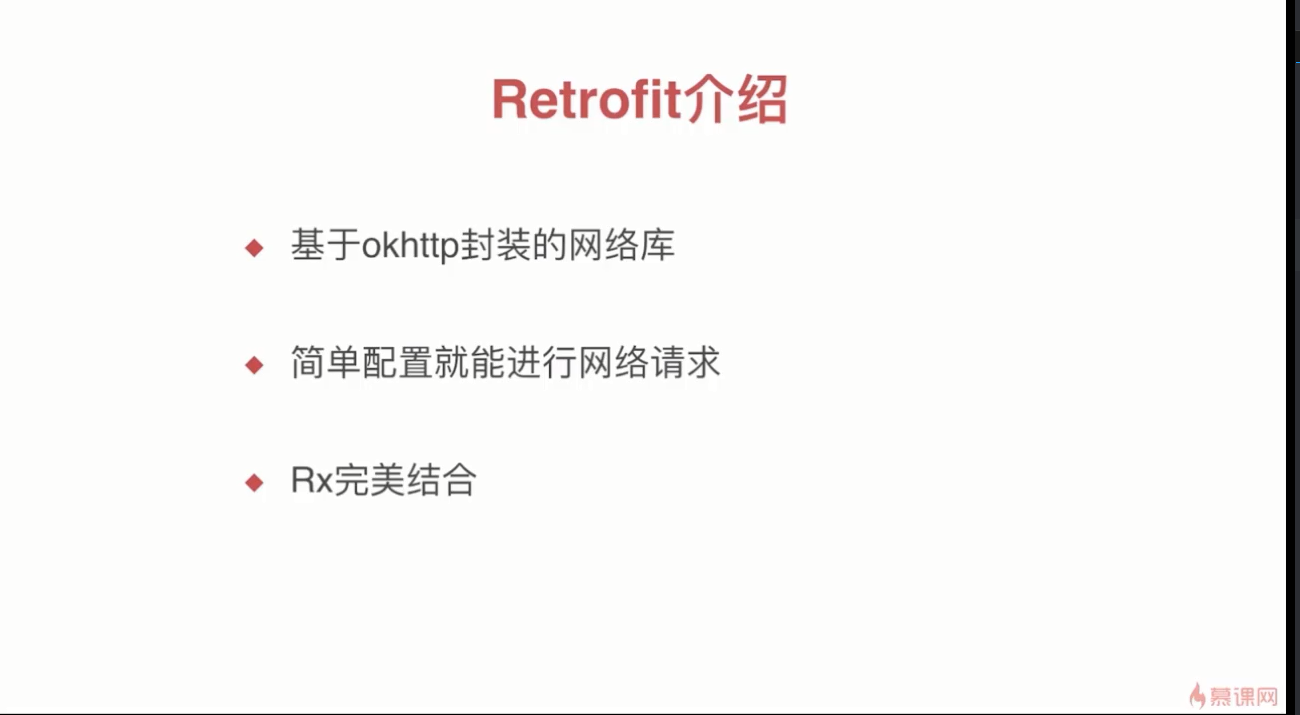 Retrofit介绍
基于okhttp封装的网络库
简单配置就能进行网络请求
Rx完美结合
慕课网